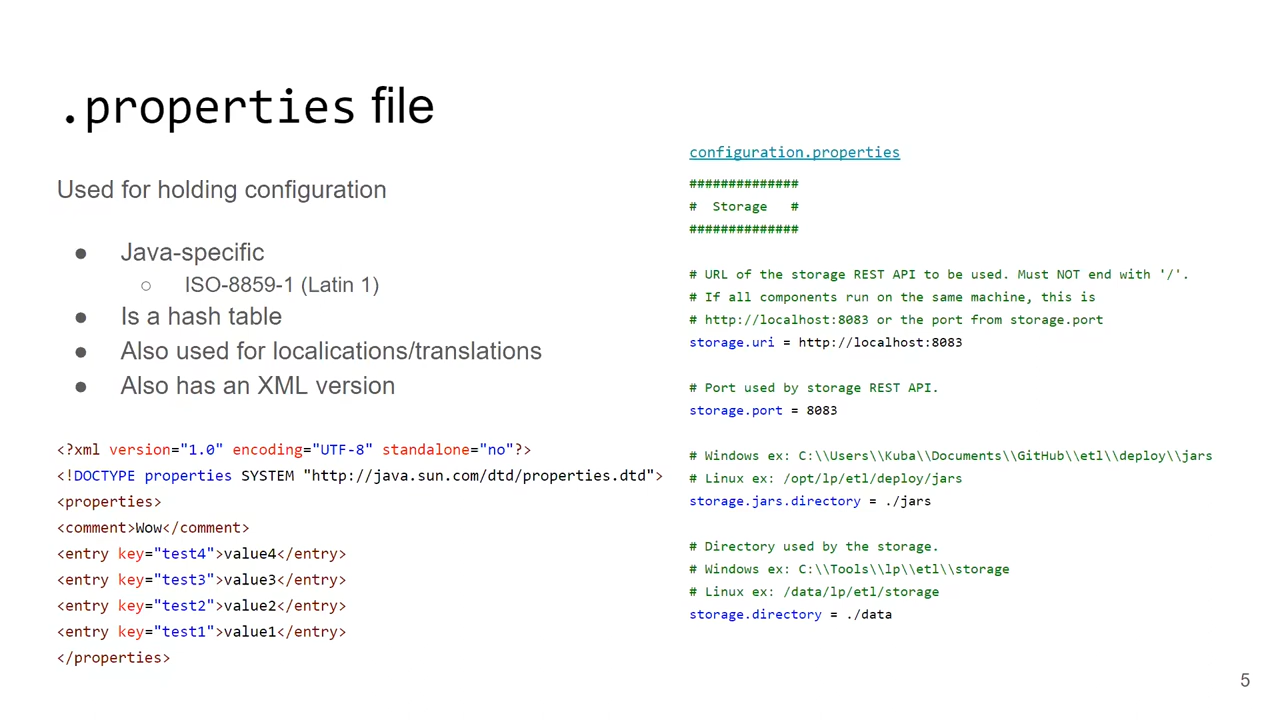 .properties file
Used for holding configuration
● Java-specific
○ ISO-8859-1 (Latin 1)
● Is a hash table
● Also used for localications/translations
● Also has an XML version
<?xml version="1.0" encoding="UTF-8" standalone="no"?>
<!DOCTYPE properties SYSTEM "http://java.sun.com/dtd/properties.dtd">
<properties>
<comment>Wow</comment>
<entry key="test4">value4</entry>
<entry key="test3">value3</entry>
<entry key="test2">value2</entry>
<entry key="test1">value1</entry>
</properties>
configuration.properties
##############
#  Storage   #
##############
# URL of the storage REST API to be used. Must NOT end with '/'.
# If all components run on the same machine, this is
# http://localhost:8083 or the port from storage.port
storage.uri = http://localhost:8083
# Port used by storage REST API.
storage.port = 8083
# Windows ex: C:\\Users\\Kuba\\Documents\\GitHub\\etl\\deploy\\jars
# Linux ex: /opt/lp/etl/deploy/jars
storage.jars.directory = ./jars
# Directory used by the storage.
# Windows ex: C:\\Tools\\lp\\etl\\storage
# Linux ex: /data/lp/etl/storage
storage.directory = ./data
5